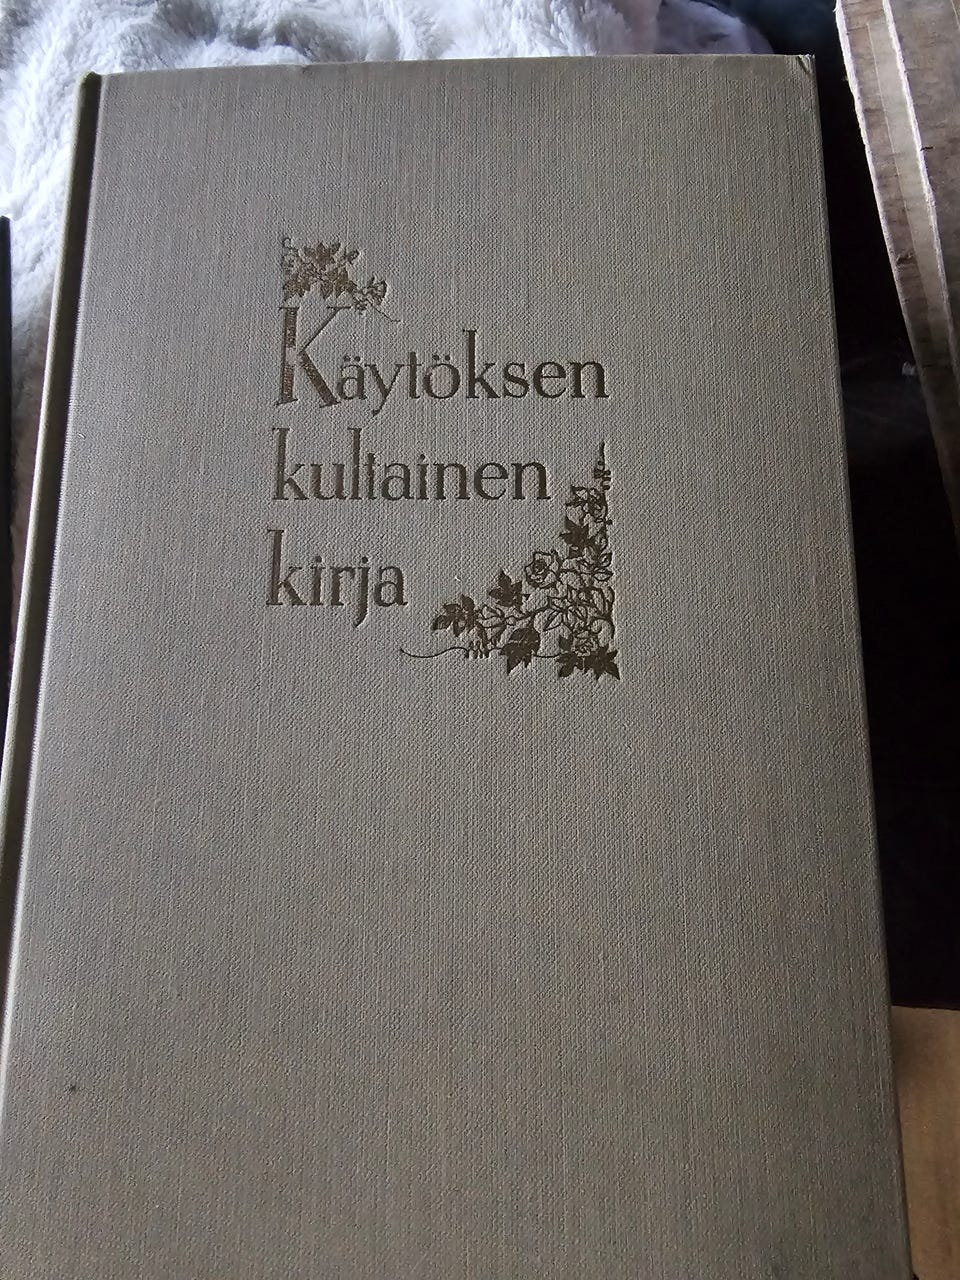 Käytöksen
kultainen
kirja